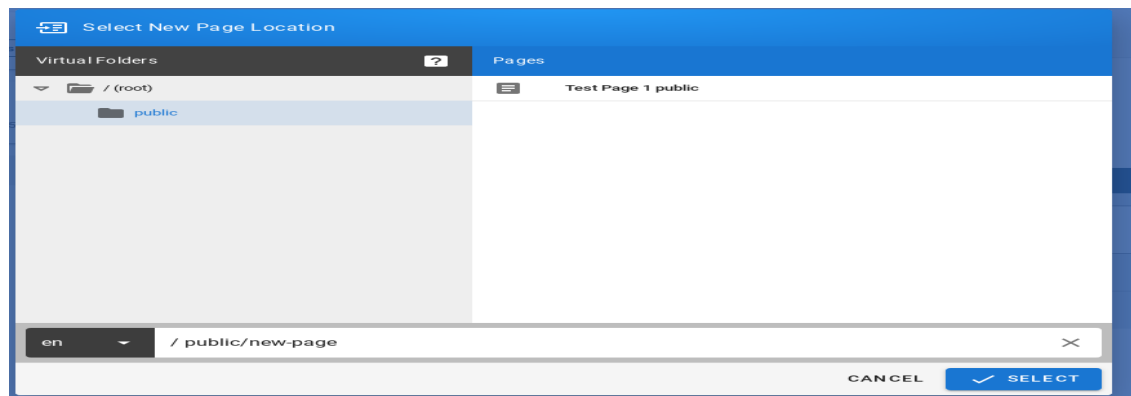 Select New Page Location
Virtual Folders ?
Pages
/ (root)
public
Test Page 1 public
en
/ public/new-page
CANCEL
SELECT